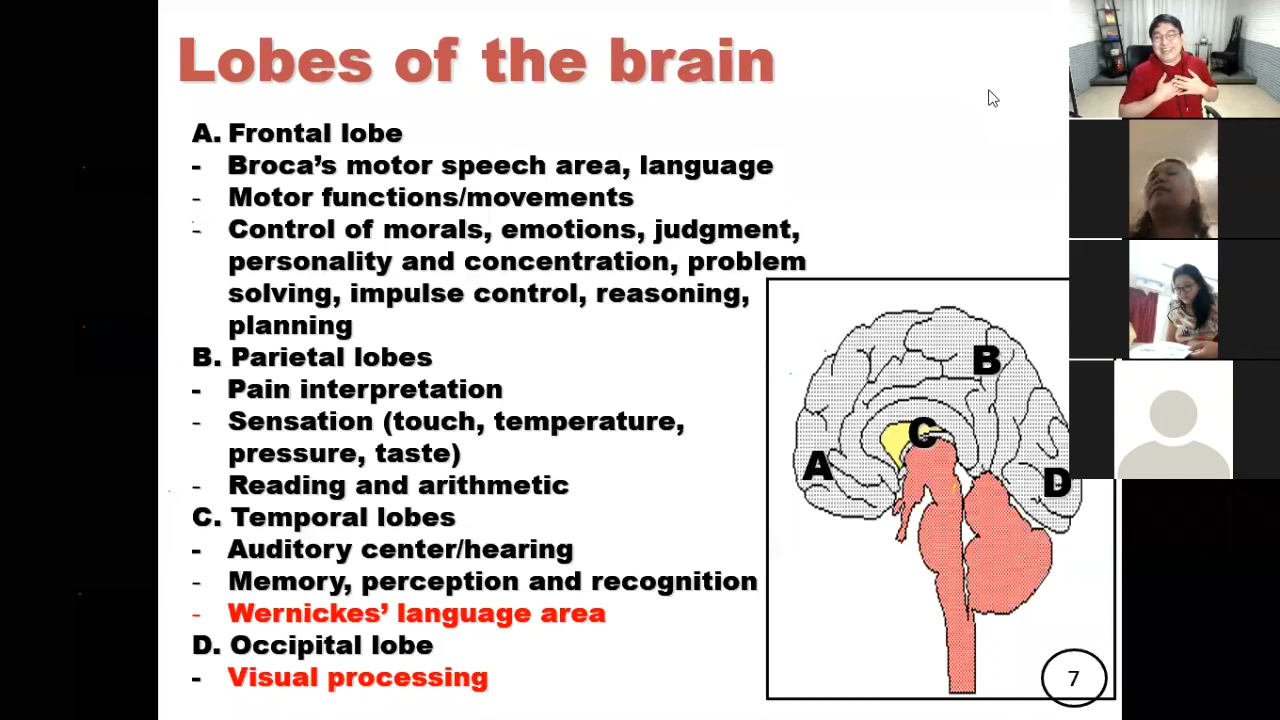 Lobes of the brain
A. Frontal lobe
- Broca’s motor speech area, language
- Motor functions/movements
- Control of morals, emotions, judgment,
personality and concentration, problem
solving, impulse control, reasoning,
planning
B. Parietal lobes
- Pain interpretation
- Sensation (touch, temperature,
pressure, taste)
- Reading and arithmetic
C. Temporal lobes
- Auditory center/hearing
- Memory, perception and recognition
- Wernickes’ language area
D. Occipital lobe
- Visual processing
B
C
A
D
7